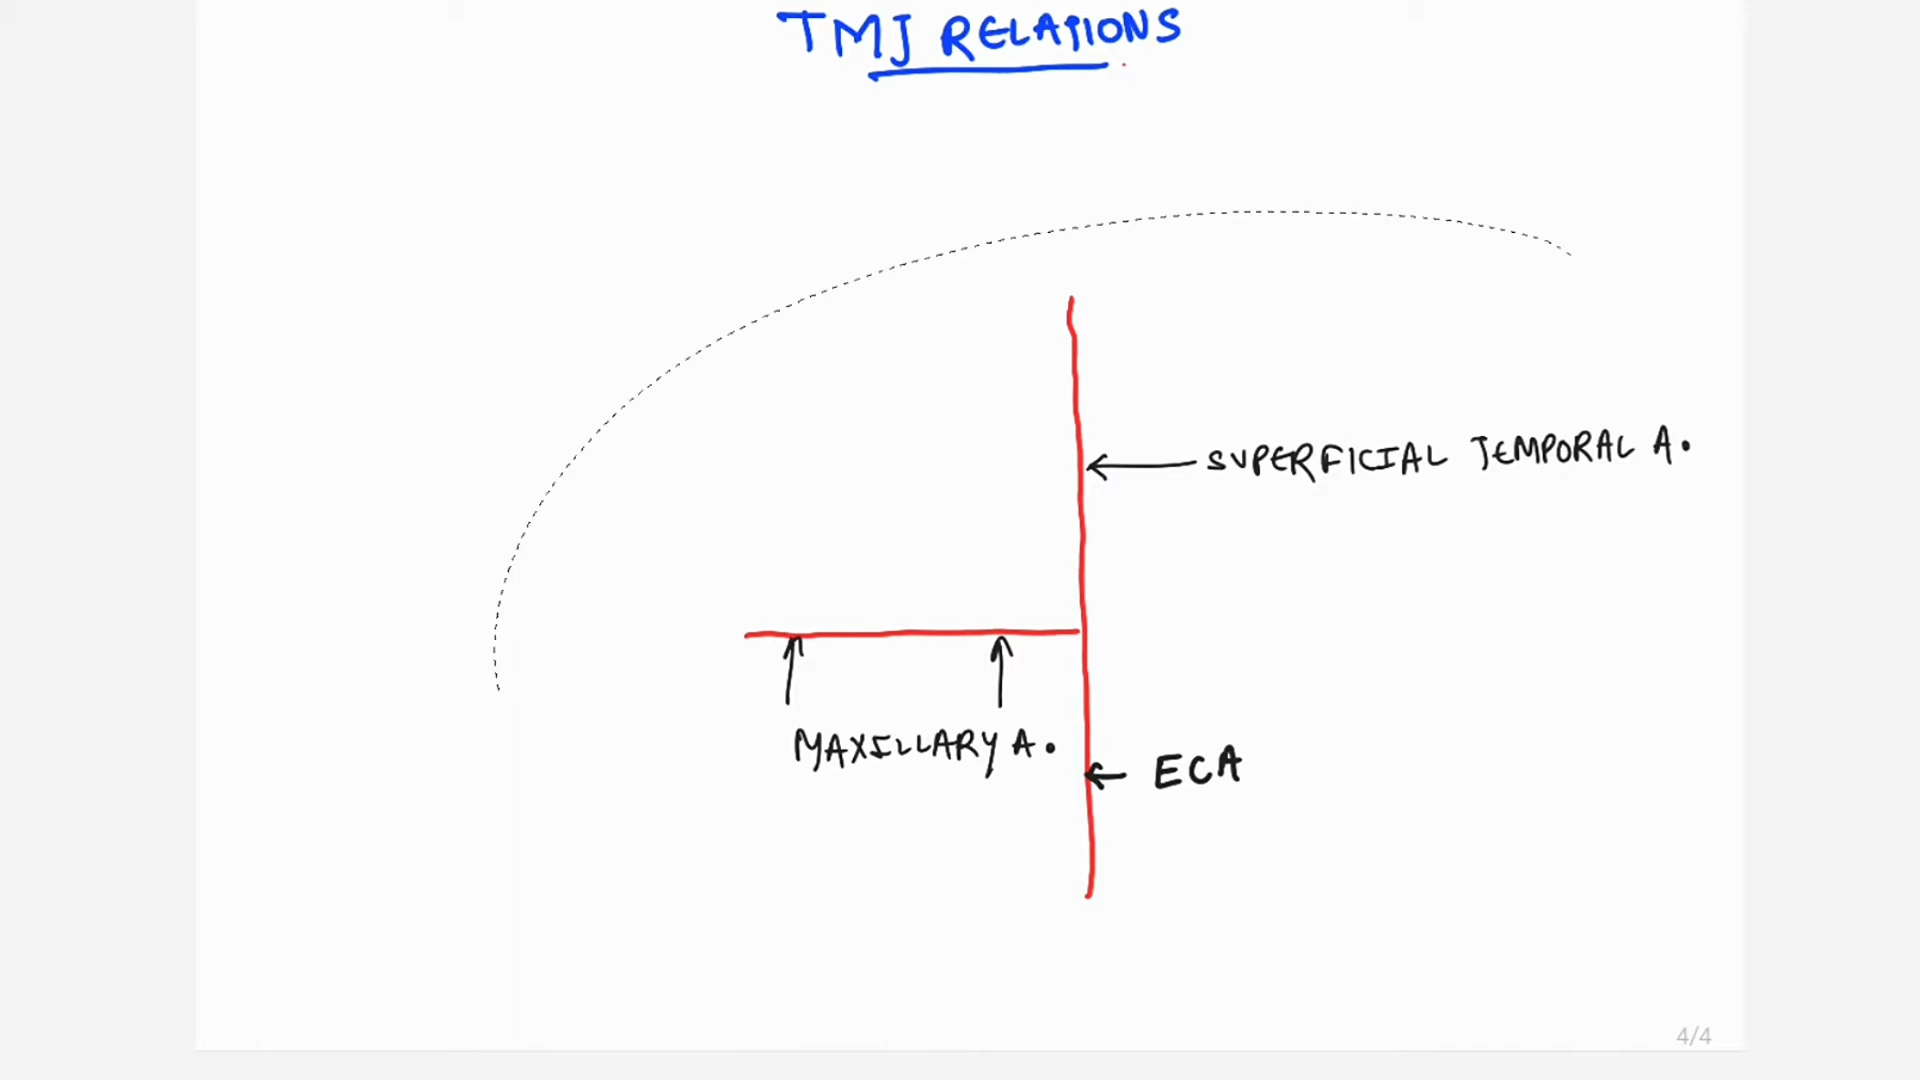 TMJ RELATIONS
SUPERFICIAL TEMPORAL A.
MAXILLARY A.
ECA
4/4